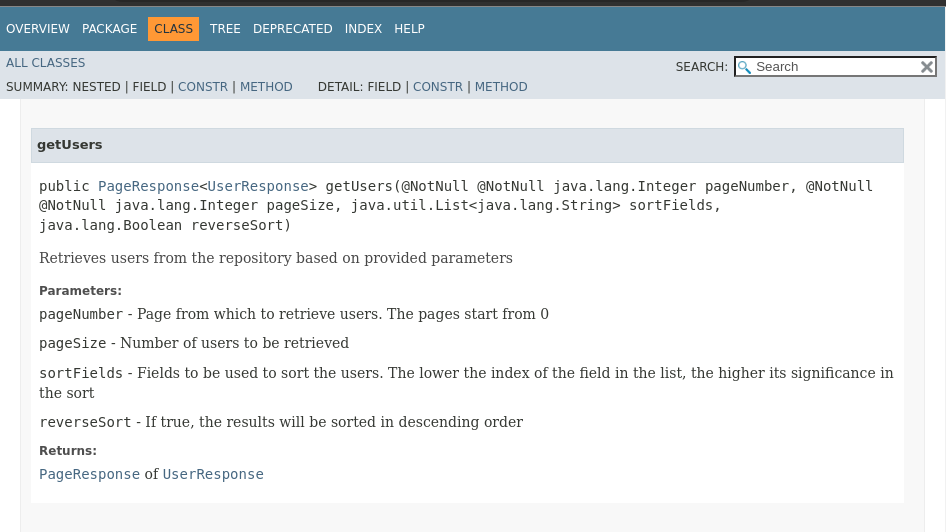 OVERVIEW PACKAGE CLASS TREE DEPRECATED INDEX HELP
ALL CLASSES
SEARCH: Search
SUMMARY: NESTED | FIELD | CONSTR | METHOD DETAIL: FIELD | CONSTR | METHOD
getUsers
public PageResponse<UserResponse> getUsers(@NotNull @NotNull java.lang.Integer pageNumber, @NotNull
@NotNull java.lang.Integer pageSize, java.util.List<java.lang.String> sortFields,
java.lang.Boolean reverseSort)
Retrieves users from the repository based on provided parameters
Parameters:
pageNumber - Page from which to retrieve users. The pages start from 0
pageSize - Number of users to be retrieved
sortFields - Fields to be used to sort the users. The lower the index of the field in the list, the higher its significance in
the sort
reverseSort - If true, the results will be sorted in descending order
Returns:
PageResponse of UserResponse